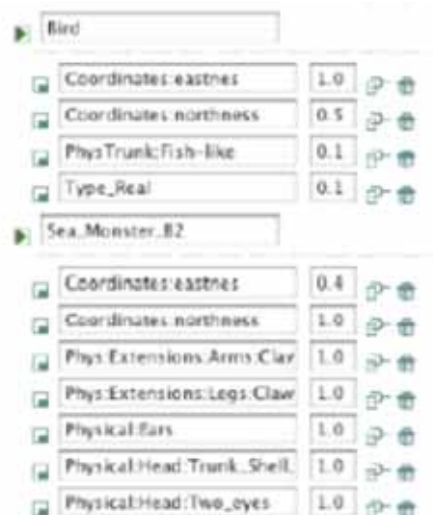 Bird
Coordinates:eastnes 1.0
Coordinates:northness 0.5
PhysTrunk:Fish-like 0.1
Type_Real 0.1
Sea_Monster_B2
Coordinates:eastnes 0.4
Coordinates:northness 1.0
Phys:Extensions:Arms:Clav 1.0
Phys:Extensions:Legs:Claw 1.0
Physical:Ears 1.0
Physical:Head:Trunk_Shell. 1.0
Physical:Head:Two_eyes 1.0